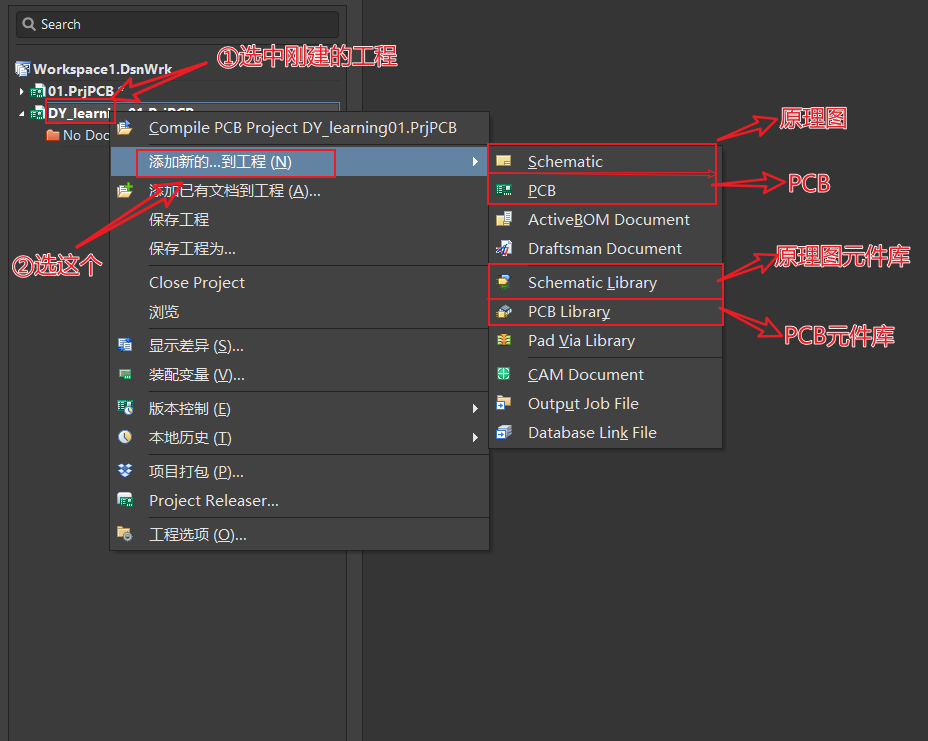 Search
①选中刚建的工程
Workspace1.DsnWrk
01.PrjPCB
DY_learni 01.PrjPCB
No Doc
Compile PCB Project DY_learning01.PrjPCB
添加新的...到工程 (N)
添加已有文档到工程 (A)...
保存工程
保存工程为...
②选这个
Close Project
浏览
显示差异 (S)...
装配变量 (V)...
版本控制 (E)
本地历史 (T)
项目打包 (P)...
Project Releaser...
工程选项 (O)...
Schematic
原理图
PCB
PCB
ActiveBOM Document
Draftsman Document
Schematic Library
原理图元件库
PCB Library
PCB元件库
Pad Via Library
CAM Document
Output Job File
Database Link File